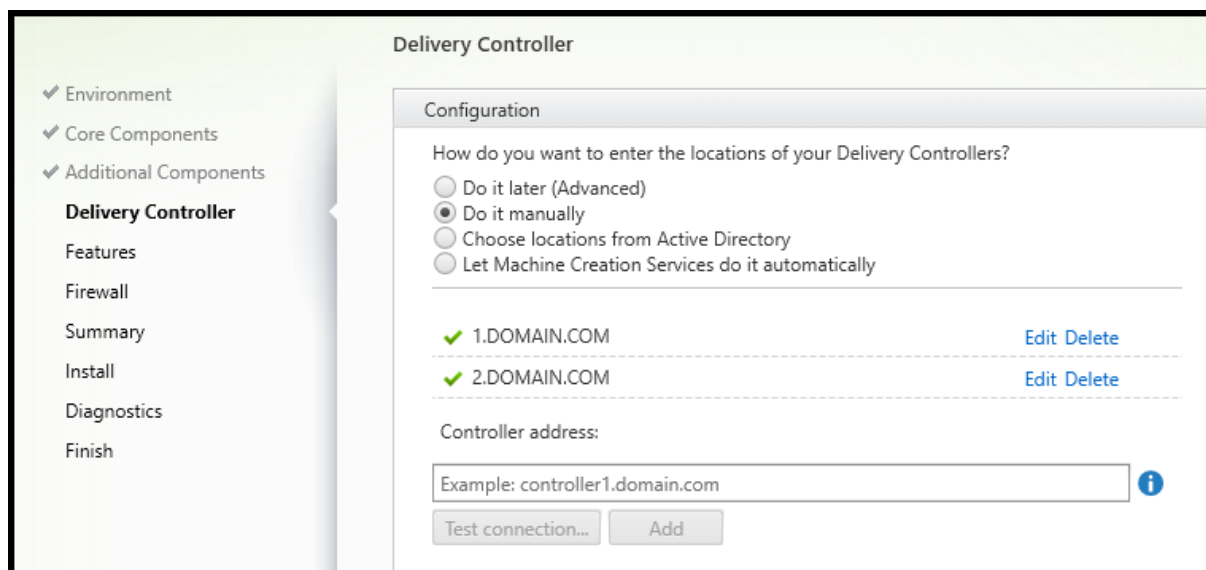 Delivery Controller
Environment
Core Components
Additional Components
Delivery Controller
Features
Firewall
Summary
Install
Diagnostics
Finish
Configuration
How do you want to enter the locations of your Delivery Controllers?
Do it later (Advanced)
Do it manually
Choose locations from Active Directory
Let Machine Creation Services do it automatically
1.DOMAIN.COM Edit Delete
2.DOMAIN.COM Edit Delete
Controller address:
Example: controller1.domain.com
Test connection... Add